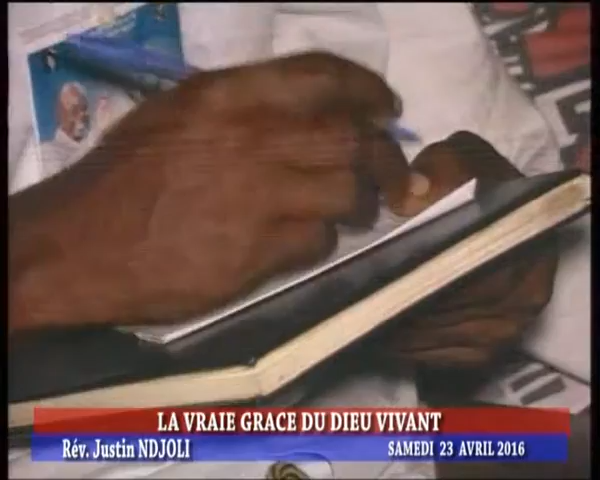 LA VRAIE GRACE DU DIEU VIVANT
Rév. Justin NDJOLI
SAMEDI 23 AVRIL 2016